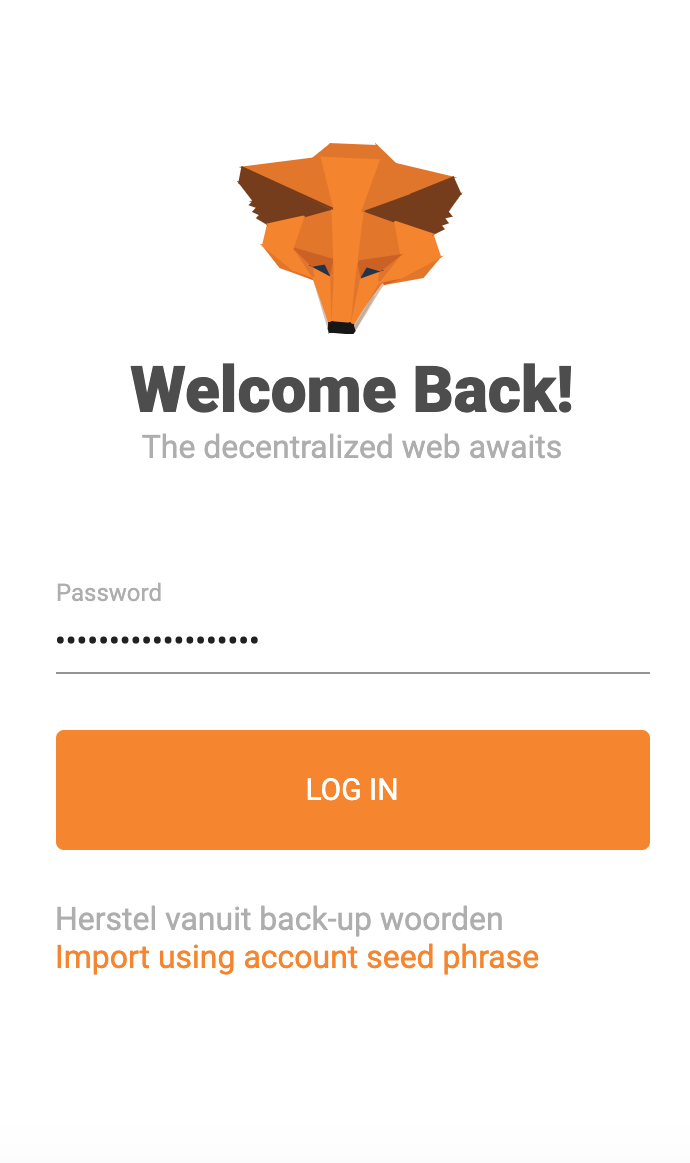 Welcome Back!
The decentralized web awaits
Password
•••••••••••••••••••
LOG IN
Herstel vanuit back-up woorden
Import using account seed phrase